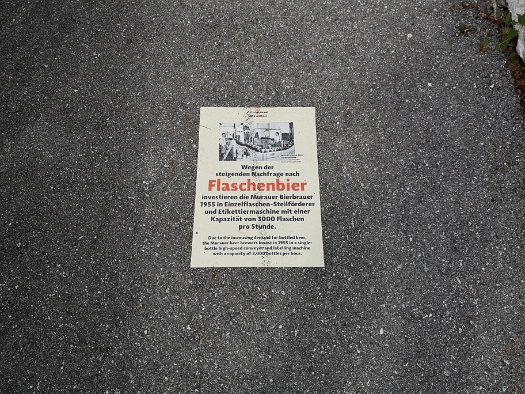 Wegen der
steigenden Nachfrage nach
Flaschenbier
investieren die Murauer Bierbrauer
1955 in Einzelflaschen-Steilförderer
und Etikettiermaschine mit einer
Kapazität von 3000 Flaschen
pro Stunde.
Due to the increasing demand for bottled beer,
the Murauer beer brewers invest in 1955 in a single-
bottle high-speed conveyor and labelling machine
with a capacity of 3,000 bottles per hour.